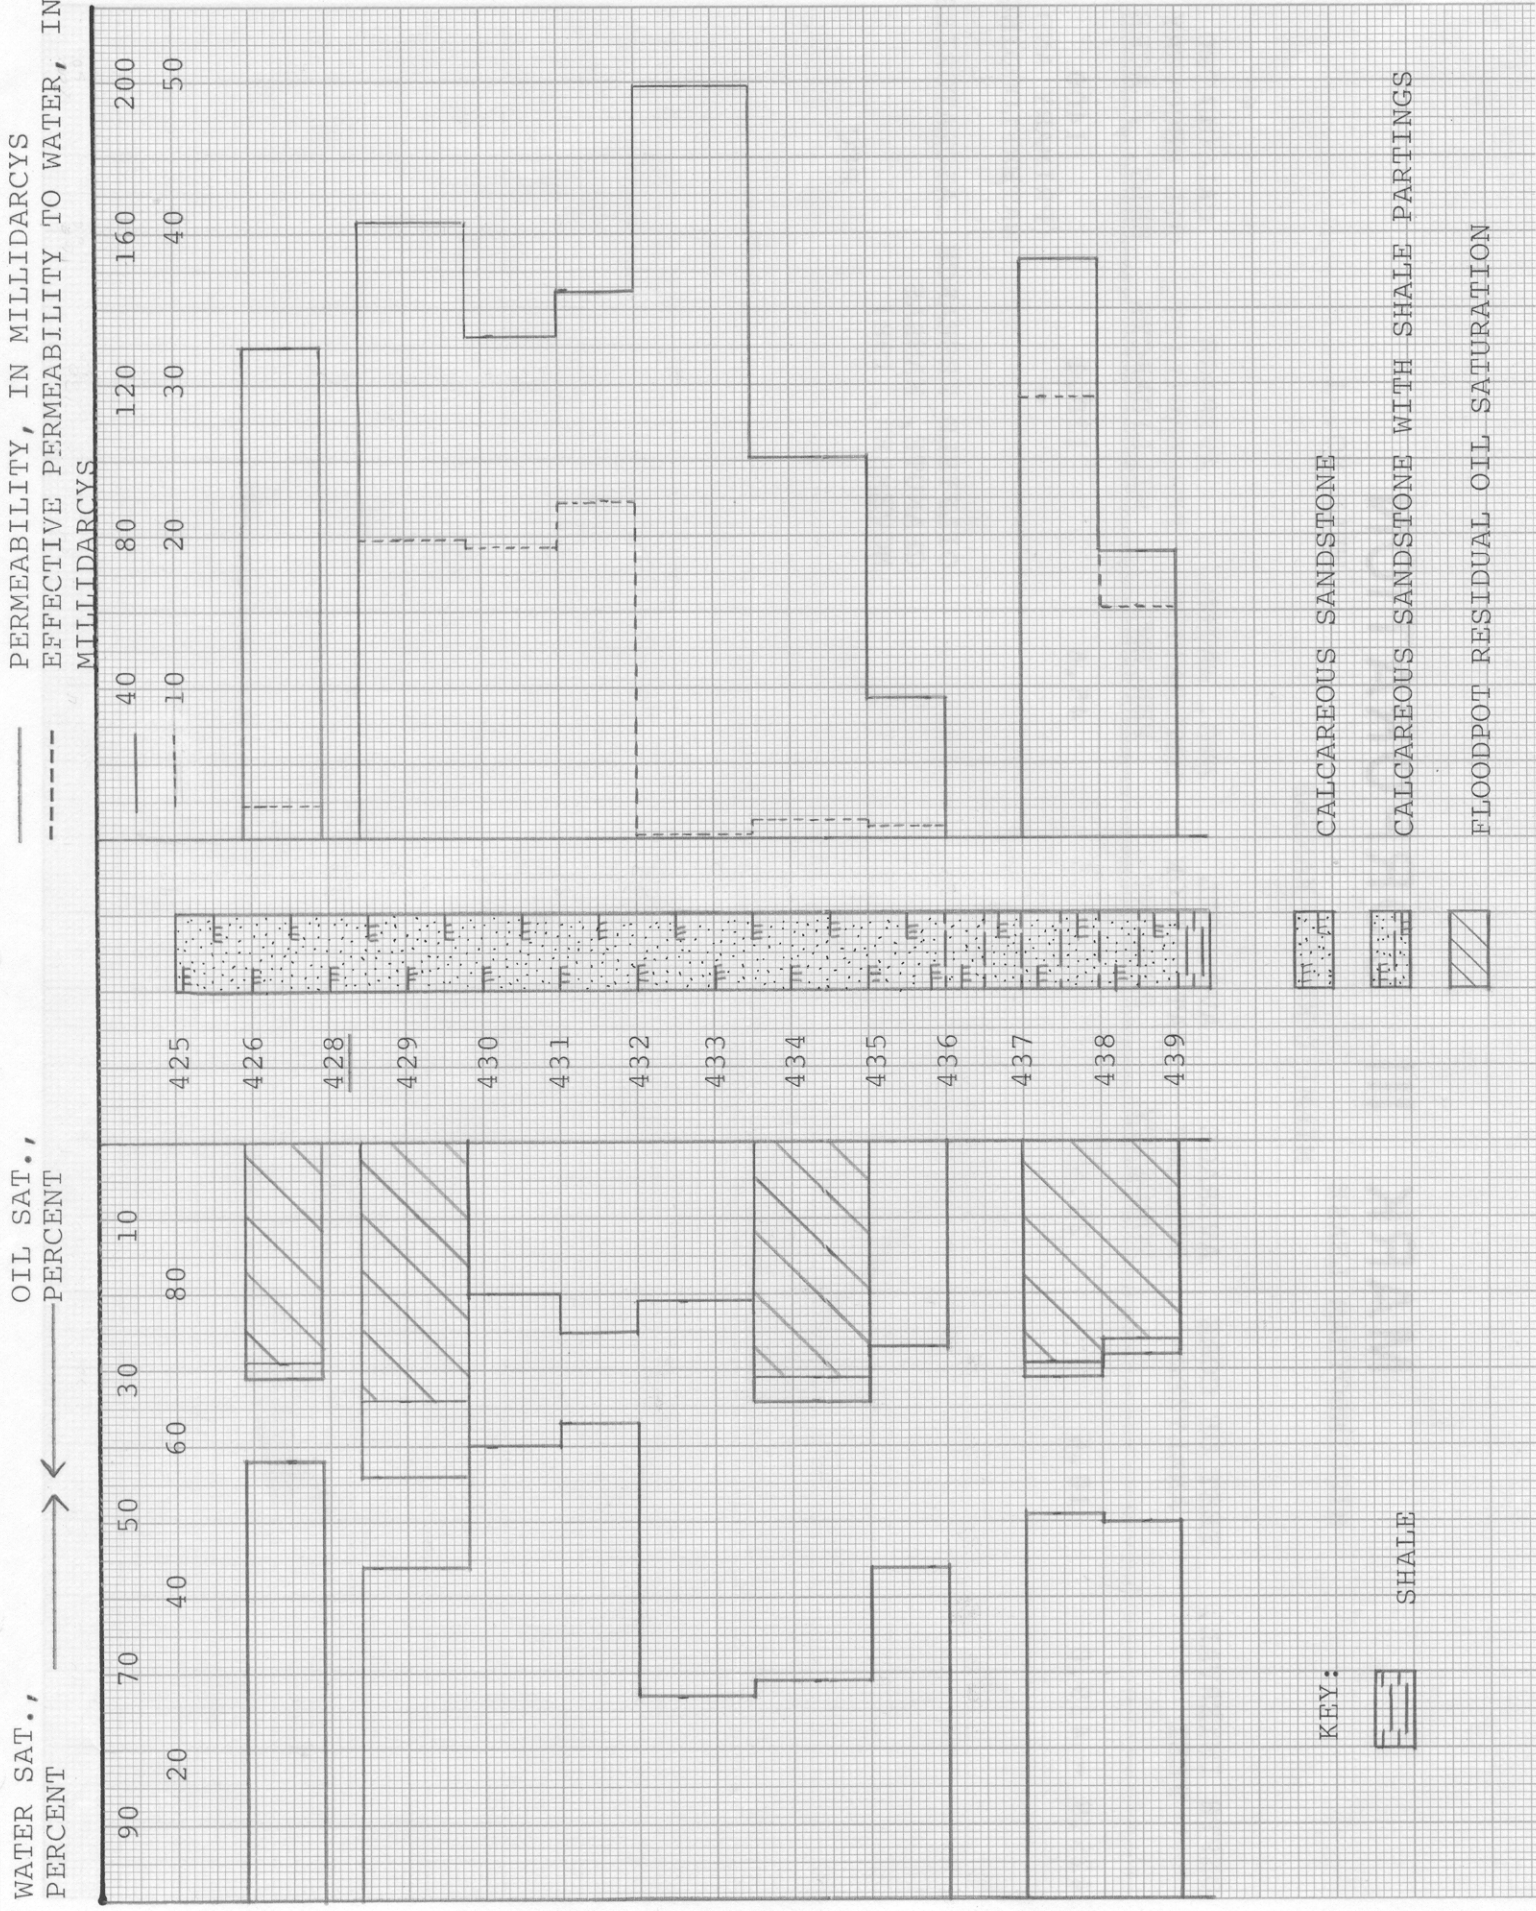 WATER SAT.,
PERCENT
OIL SAT.,
PERCENT
PERMEABILITY, IN MILLIDARCYS
EFFECTIVE PERMEABILITY TO WATER, IN
MILLIDARCYS
90 70 50 30 10
20 40 60 80
40 80 120 160 200
10 20 30 40 50
425
426
428
429
430
431
432
433
434
435
436
437
438
439
KEY:
SHALE
CALCAREOUS SANDSTONE
CALCAREOUS SANDSTONE WITH SHALE PARTINGS
FLOODPOT RESIDUAL OIL SATURATION